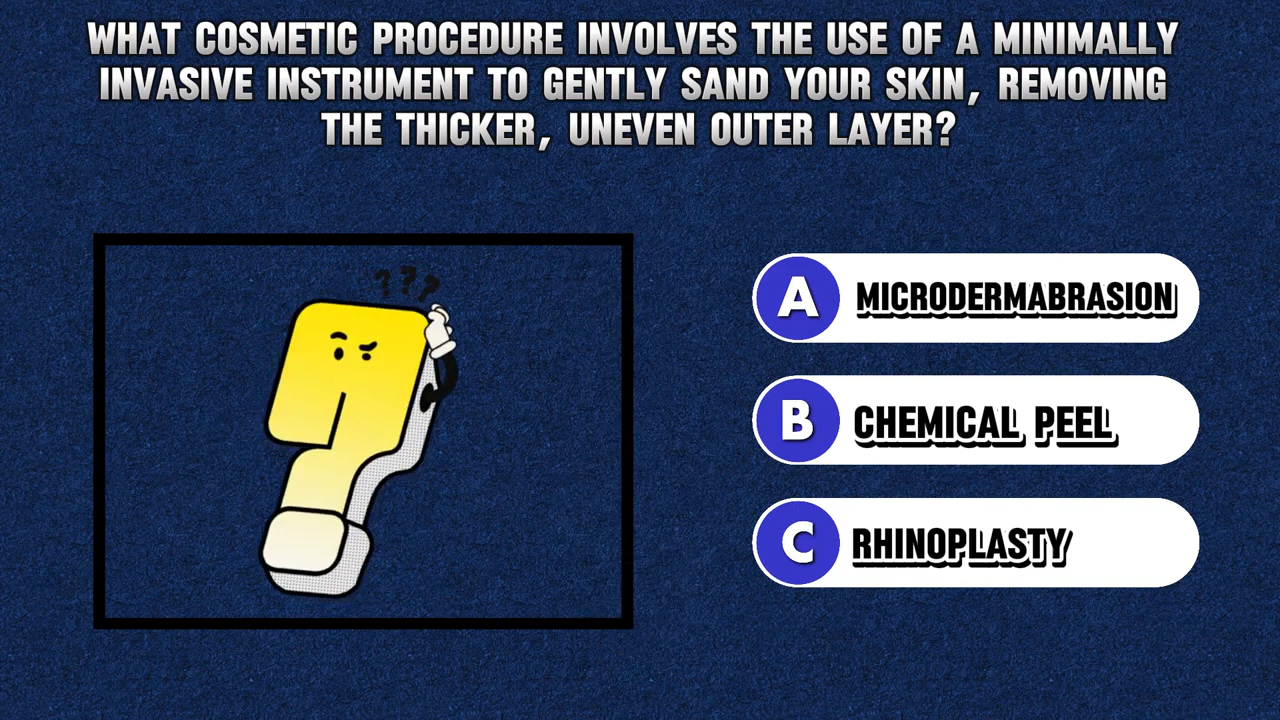 WHAT COSMETIC PROCEDURE INVOLVES THE USE OF A MINIMALLY
INVASIVE INSTRUMENT TO GENTLY SAND YOUR SKIN, REMOVING
THE THICKER, UNEVEN OUTER LAYER?
???
A MICRODERMABRASION
B CHEMICAL PEEL
C RHINOPLASTY